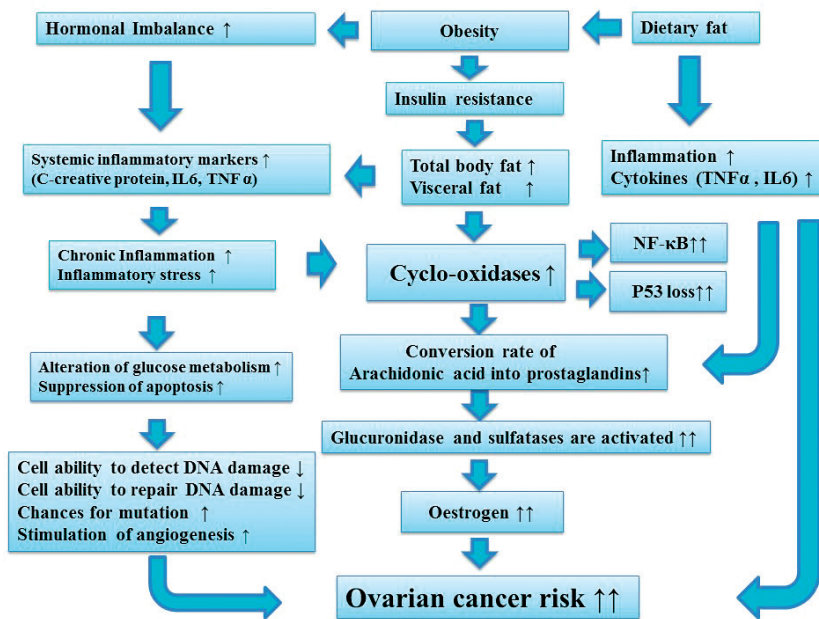 Hormonal Imbalance ↑
Obesity
Dietary fat
Insulin resistance
Systemic inflammatory markers ↑
(C-creative protein, IL6, TNFα)
Total body fat ↑
Visceral fat ↑
Inflammation ↑
Cytokines (TNFα , IL6) ↑
Chronic Inflammation ↑
Inflammatory stress ↑
Cyclo-oxidases ↑
NF-κB↑↑
P53 loss↑↑
Alteration of glucose metabolism ↑
Suppression of apoptosis ↑
Conversion rate of
Arachidonic acid into prostaglandins↑
Glucuronidase and sulfatases are activated ↑↑
Cell ability to detect DNA damage ↓
Cell ability to repair DNA damage ↓
Chances for mutation ↑
Stimulation of angiogenesis ↑
Oestrogen ↑↑
Ovarian cancer risk ↑↑